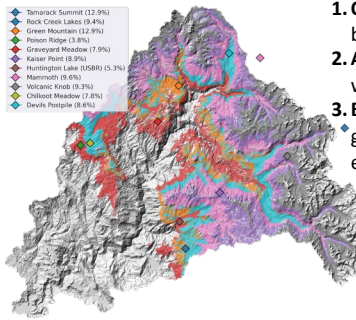 Tamarack Summit (12.9%)
Rock Creek Lakes (9.4%)
Green Mountain (12.9%)
Poison Ridge (3.8%)
Graveyard Meadow (7.9%)
Kaiser Point (8.9%)
Huntington Lake (USBR) (5.3%)
Mammoth (9.6%)
Volcanic Knob (9.3%)
Chilkoot Meadow (7.8%)
Devils Postpile (8.6%)
1.
b
2. A
v
3.
g
e